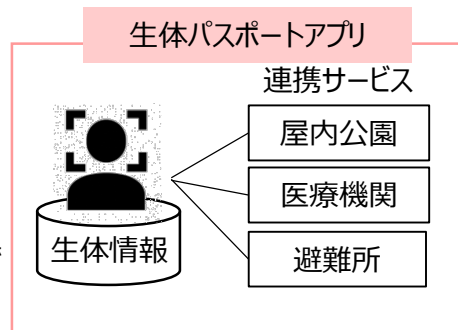 生体パスポートアプリ
連携サービス
屋内公園
医療機関
避難所
生体情報